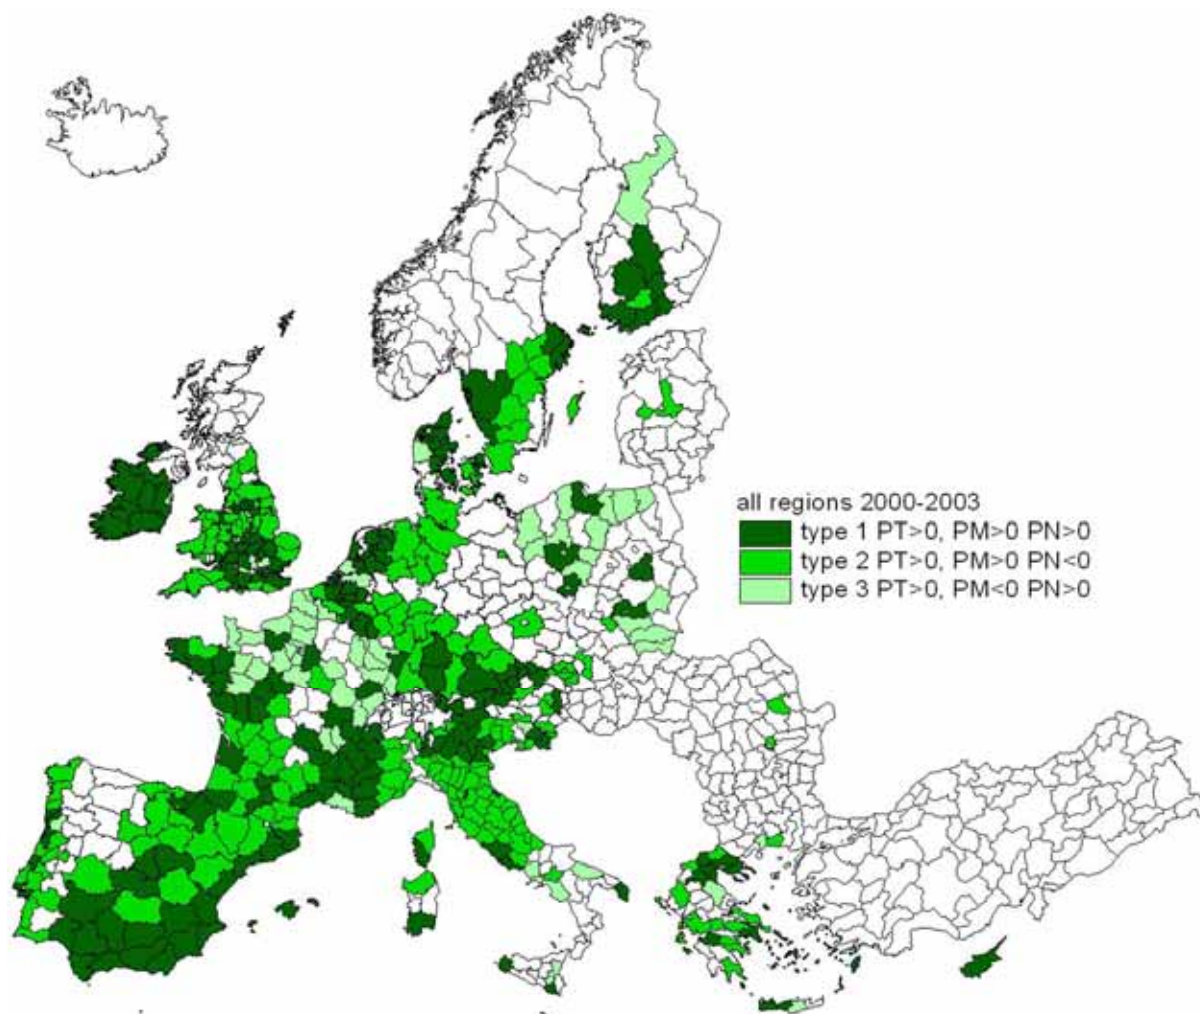 all regions 2000-2003
type 1 PT>0, PM>0 PN>0
type 2 PT>0, PM>0 PN<0
type 3 PT>0, PM<0 PN>0